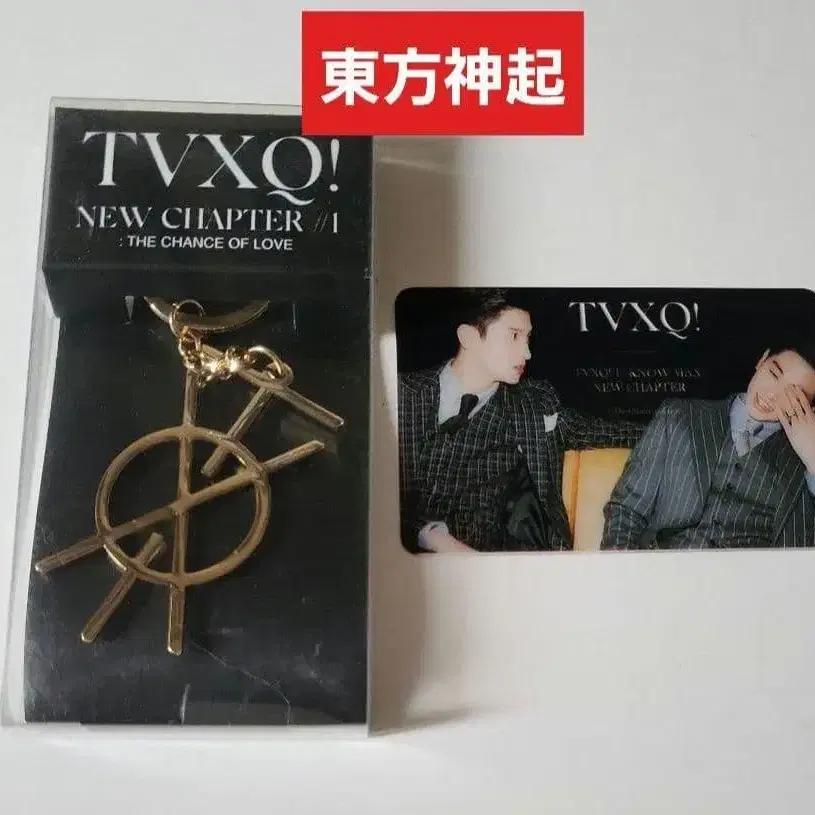 東方神起
TVXQ!
NEW CHAPTER #1
: THE CHANCE OF LOVE
TVXQ!
NEW CHAPTER